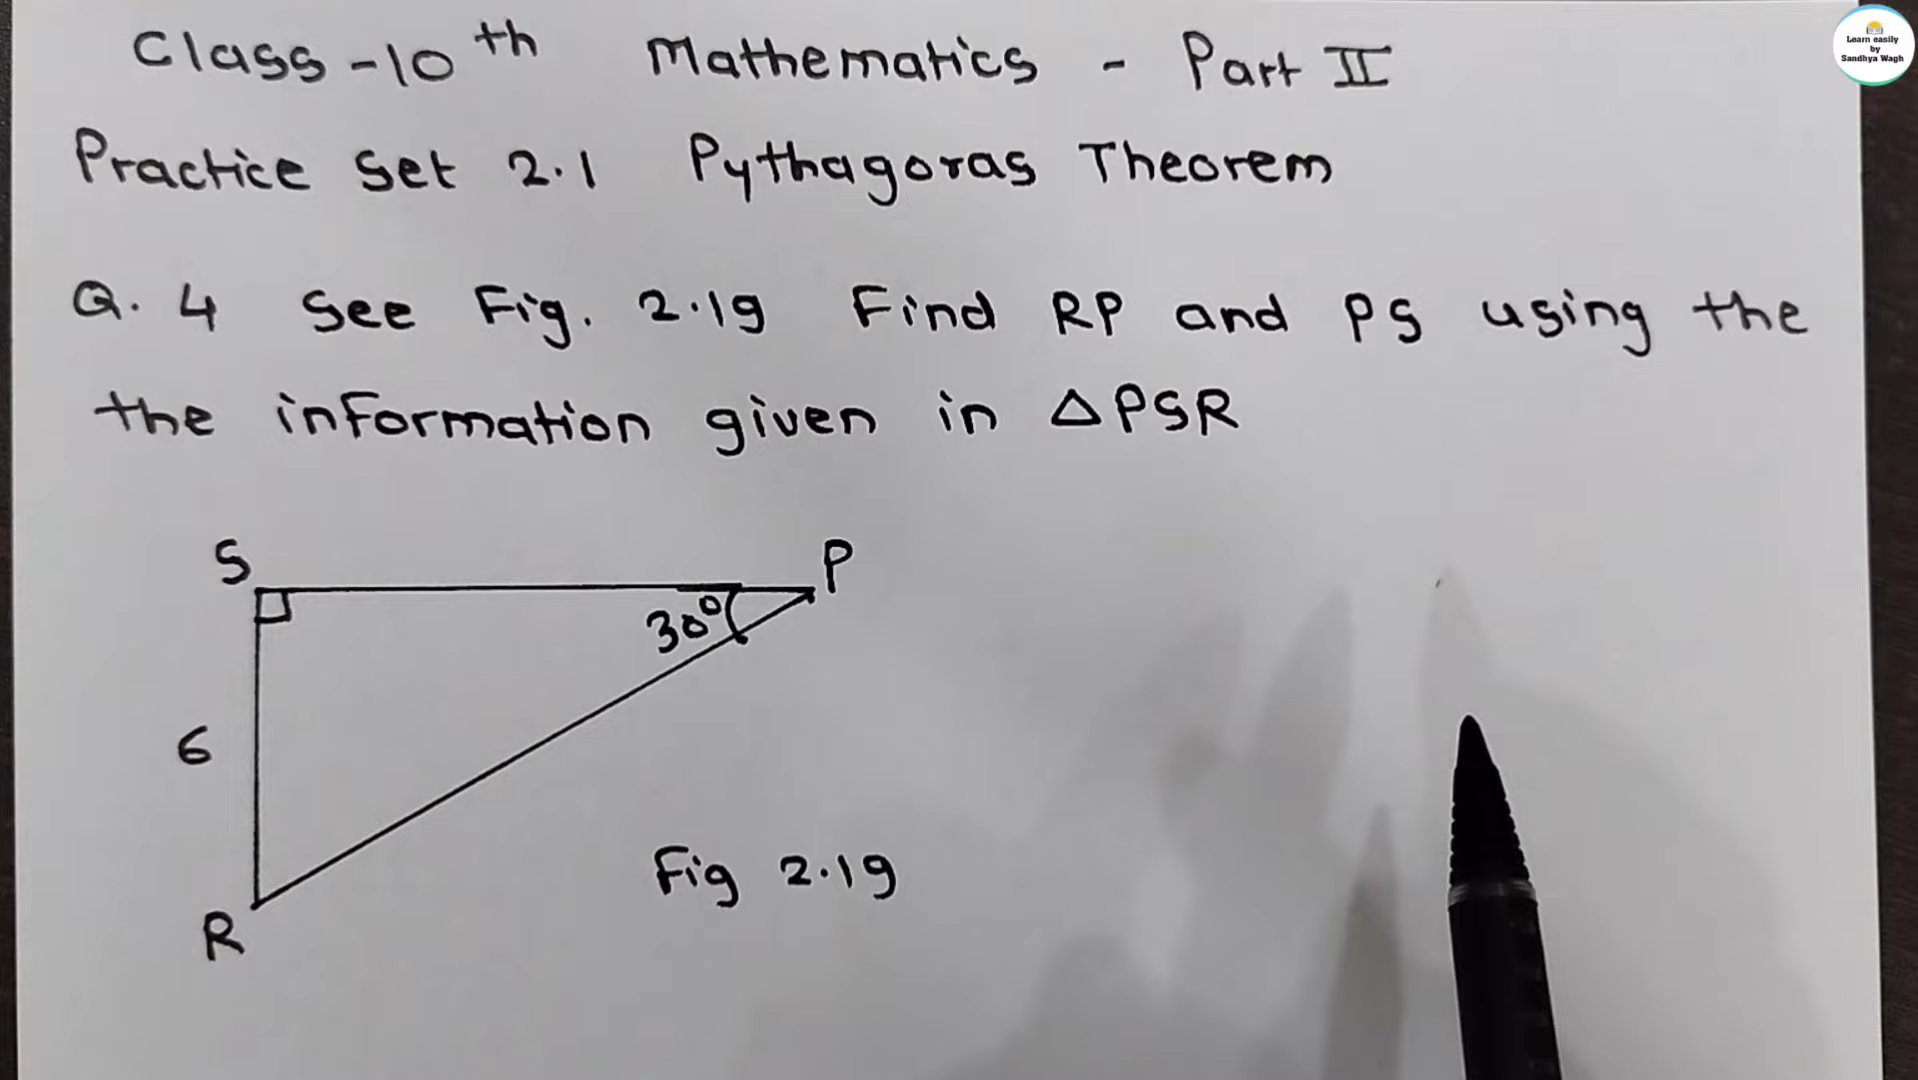 Class -10th Mathematics - Part II
Practice Set 2.1 Pythagoras Theorem
Q. 4 See Fig. 2.19 Find RP and PS using the
the information given in △PSR
S
P
30°
6
Fig 2.19
R
Learn easily
by
Sandhya Wagh